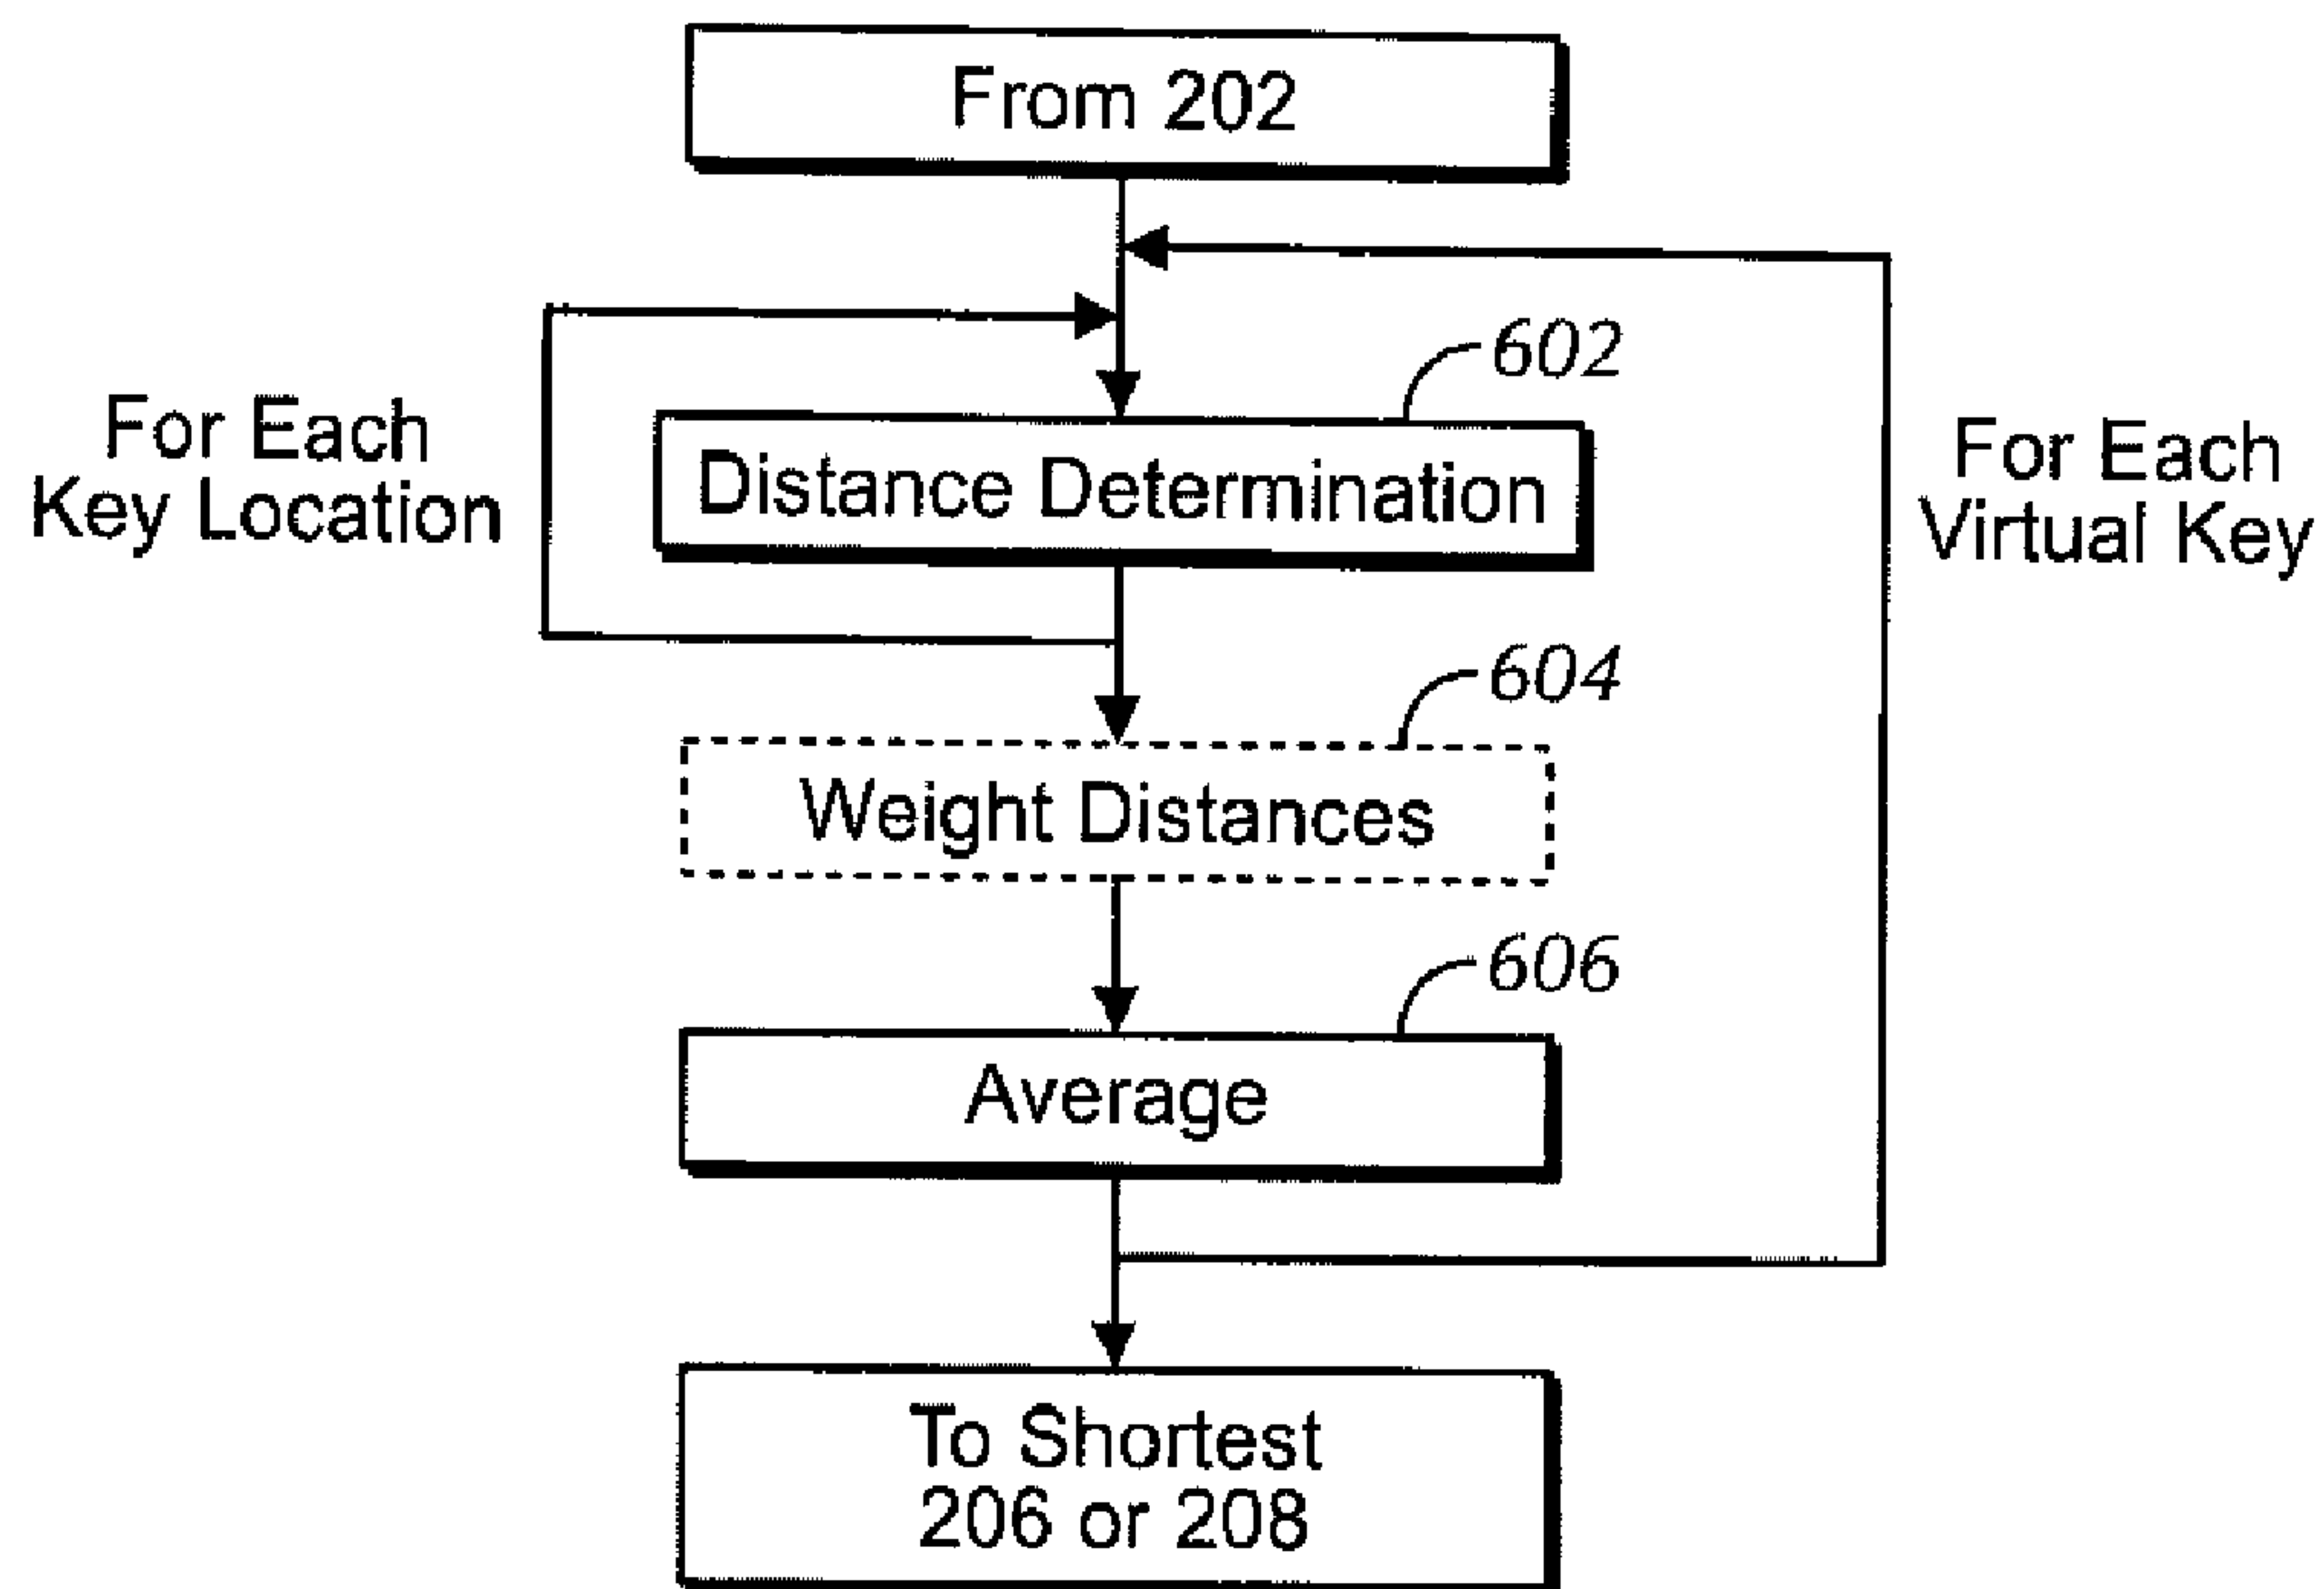 From 202
602
For Each
Key Location
Distance Determination
For Each
Virtual Key
604
Weight Distances
606
Average
To Shortest
206 or 208